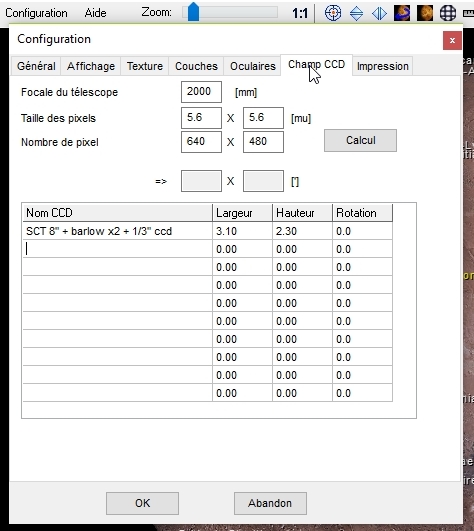 Configuration Aide Zoom: 1:1
Configuration x
Général Affichage Texture Couches Oculaires Champ CCD Impression
Focale du télescope 2000 [mm]
Taille des pixels 5.6 X 5.6 [mu]
Nombre de pixel 640 X 480 Calcul
=> X [']
Nom CCD Largeur Hauteur Rotation
SCT 8" + barlow x2 + 1/3" ccd 3.10 2.30 0.0
0.00 0.00 0.0
0.00 0.00 0.0
0.00 0.00 0.0
0.00 0.00 0.0
0.00 0.00 0.0
0.00 0.00 0.0
0.00 0.00 0.0
0.00 0.00 0.0
0.00 0.00 0.0
OK Abandon